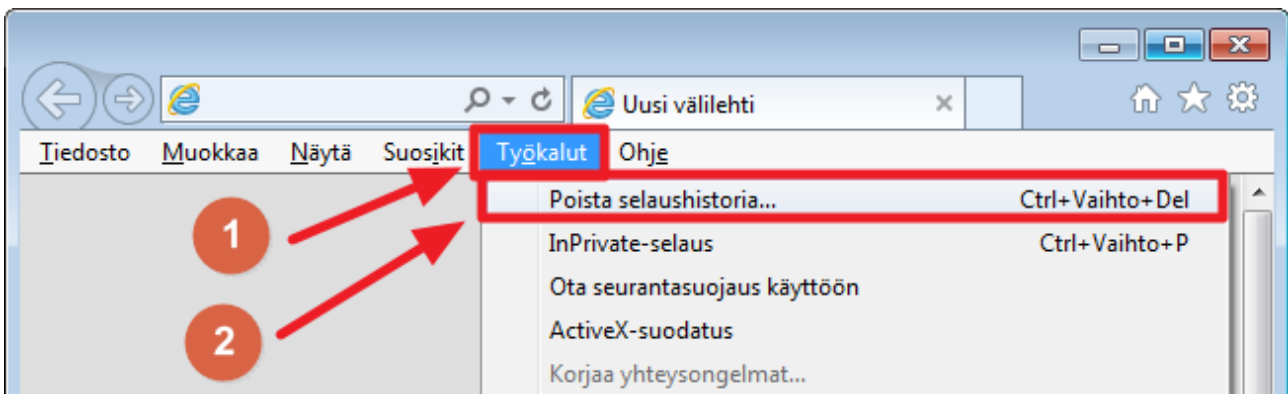 Uusi välilehti
Tiedosto Muokkaa Näytä Suosikit Työkalut Ohje
1
Poista selaushistoria... Ctrl+Vaihto+Del
InPrivate-selaus Ctrl+Vaihto+P
Ota seurantasuojaus käyttöön
2
ActiveX-suodatus
Korjaa yhteysongelmat...